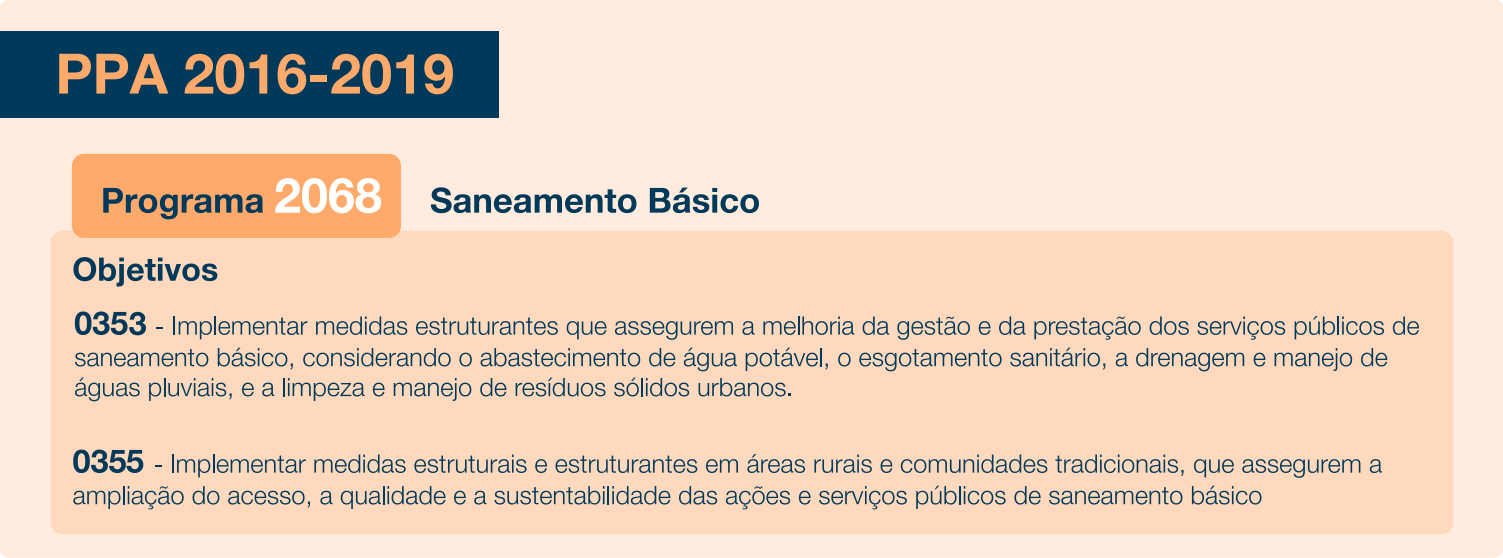 PPA 2016-2019
Programa 2068 Saneamento Básico
Objetivos
0353 - Implementar medidas estruturantes que assegurem a melhoria da gestão e da prestação dos serviços públicos de
saneamento básico, considerando o abastecimento de água potável, o esgotamento sanitário, a drenagem e manejo de
águas pluviais, e a limpeza e manejo de resíduos sólidos urbanos.
0355 - Implementar medidas estruturais e estruturantes em áreas rurais e comunidades tradicionais, que assegurem a
ampliação do acesso, a qualidade e a sustentabilidade das ações e serviços públicos de saneamento básico